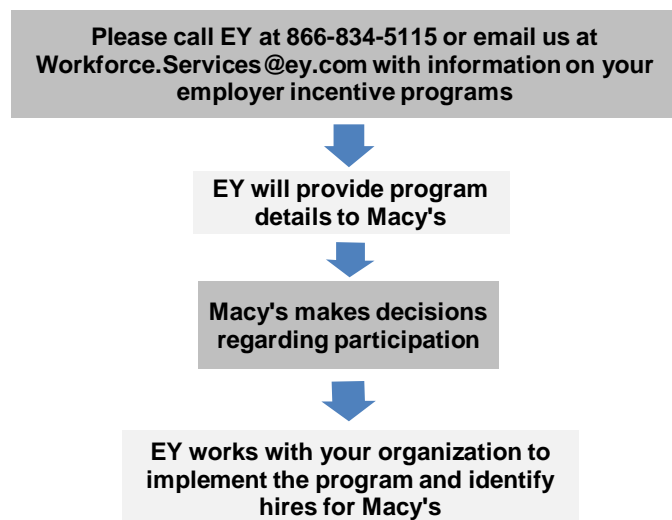 Please call EY at 866-834-5115 or email us at
Workforce.Services@ey.com with information on your
employer incentive programs
EY will provide program
details to Macy's
Macy's makes decisions
regarding participation
EY works with your organization to
implement the program and identify
hires for Macy's